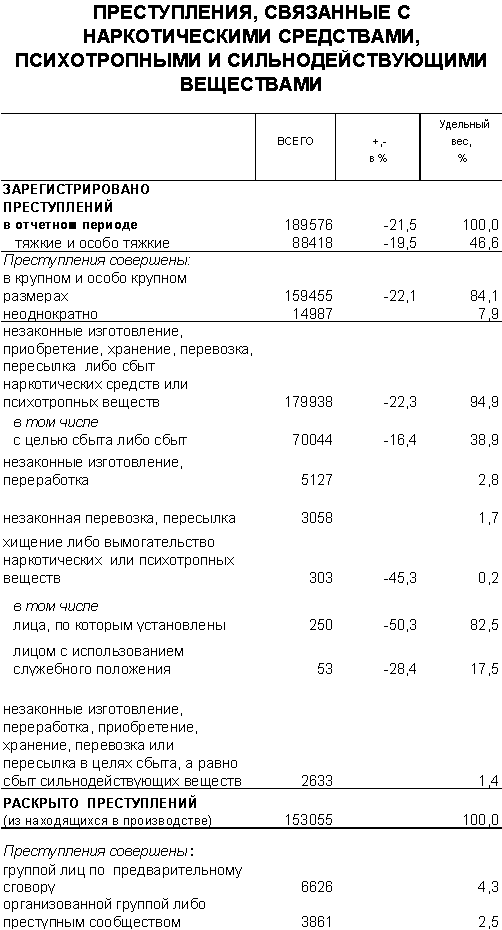 ПРЕСТУПЛЕНИЯ, СВЯЗАННЫЕ С
НАРКОТИЧЕСКИМИ СРЕДСТВАМИ,
ПСИХОТРОПНЫМИ И СИЛЬНОДЕЙСТВУЮЩИМИ
ВЕЩЕСТВАМИ
ВСЕГО +,- в % Удельный вес, %
ЗАРЕГИСТРИРОВАНО
ПРЕСТУПЛЕНИЙ
в отчетном периоде 189576 -21,5 100,0
тяжкие и особо тяжкие 88418 -19,5 46,6
Преступления совершены:
в крупном и особо крупном
размерах 159455 -22,1 84,1
неоднократно 14987 7,9
незаконные изготовление,
приобретение, хранение, перевозка,
пересылка либо сбыт
наркотических средств или
психотропных веществ 179938 -22,3 94,9
в том числе
с целью сбыта либо сбыт 70044 -16,4 38,9
незаконные изготовление,
переработка 5127 2,8
незаконная перевозка, пересылка 3058 1,7
хищение либо вымогательство
наркотических или психотропных
веществ 303 -45,3 0,2
в том числе
лица, по которым установлены 250 -50,3 82,5
лицом с использованием
служебного положения 53 -28,4 17,5
незаконные изготовление,
переработка, приобретение,
хранение, перевозка или
пересылка в целях сбыта, а равно
сбыт сильнодействующих веществ 2633 1,4
РАСКРЫТО ПРЕСТУПЛЕНИЙ
(из находящихся в производстве) 153055 100,0
Преступления совершены:
группой лиц по предварительному
сговору 6626 4,3
организованной группой либо
преступным сообществом 3861 2,5